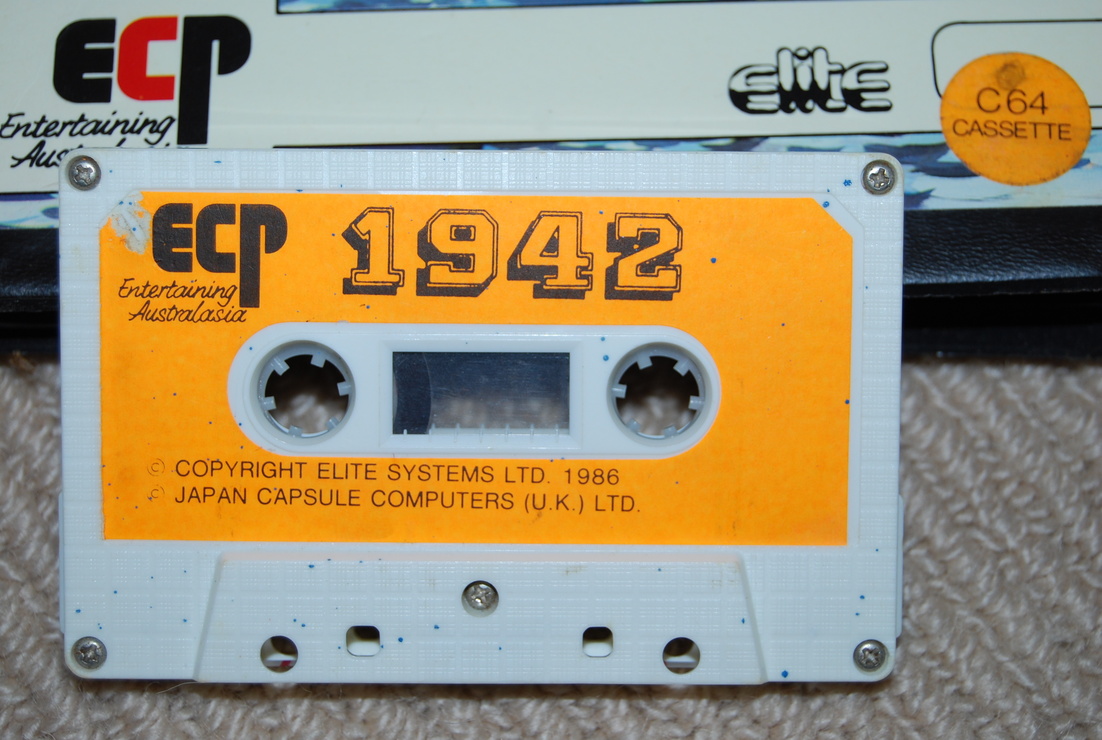 ECP
Entertaining
elite
C64
CASSETTE
ECP
1942
Entertaining
Australasia
© COPYRIGHT ELITE SYSTEMS LTD. 1986
© JAPAN CAPSULE COMPUTERS (U.K.) LTD.